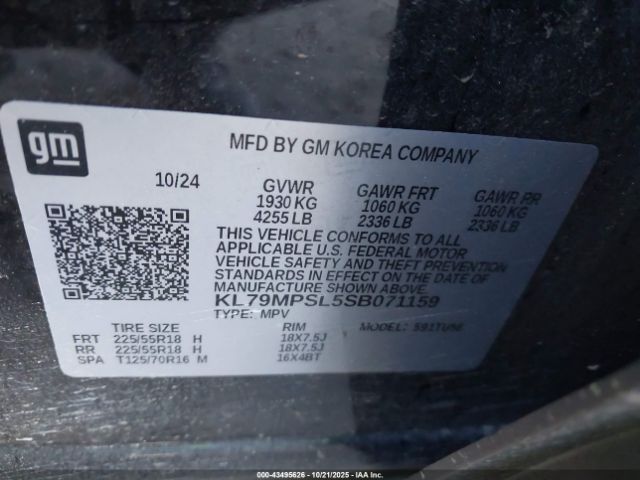 gm
MFD BY GM KOREA COMPANY
10/24 GVWR GAWR FRT GAWR RR
1930 KG 1060 KG 1060 KG
4255 LB 2336 LB 2336 LB
THIS VEHICLE CONFORMS TO ALL
APPLICABLE U.S. FEDERAL MOTOR
VEHICLE SAFETY AND THEFT PREVENTION
STANDARDS IN EFFECT ON THE DATE OF
MANUFACTURE SHOWN ABOVE.
KL79MPSL5SB071159
TYPE: MPV MODEL:
TIRE SIZE RIM
FRT 225/55R18 H 18X7.5J
RR 225/55R18 H 18X7.5J
SPA T125/70R16 M 16X4BT
000-43495626 - 10/21/2025 - IAA Inc.